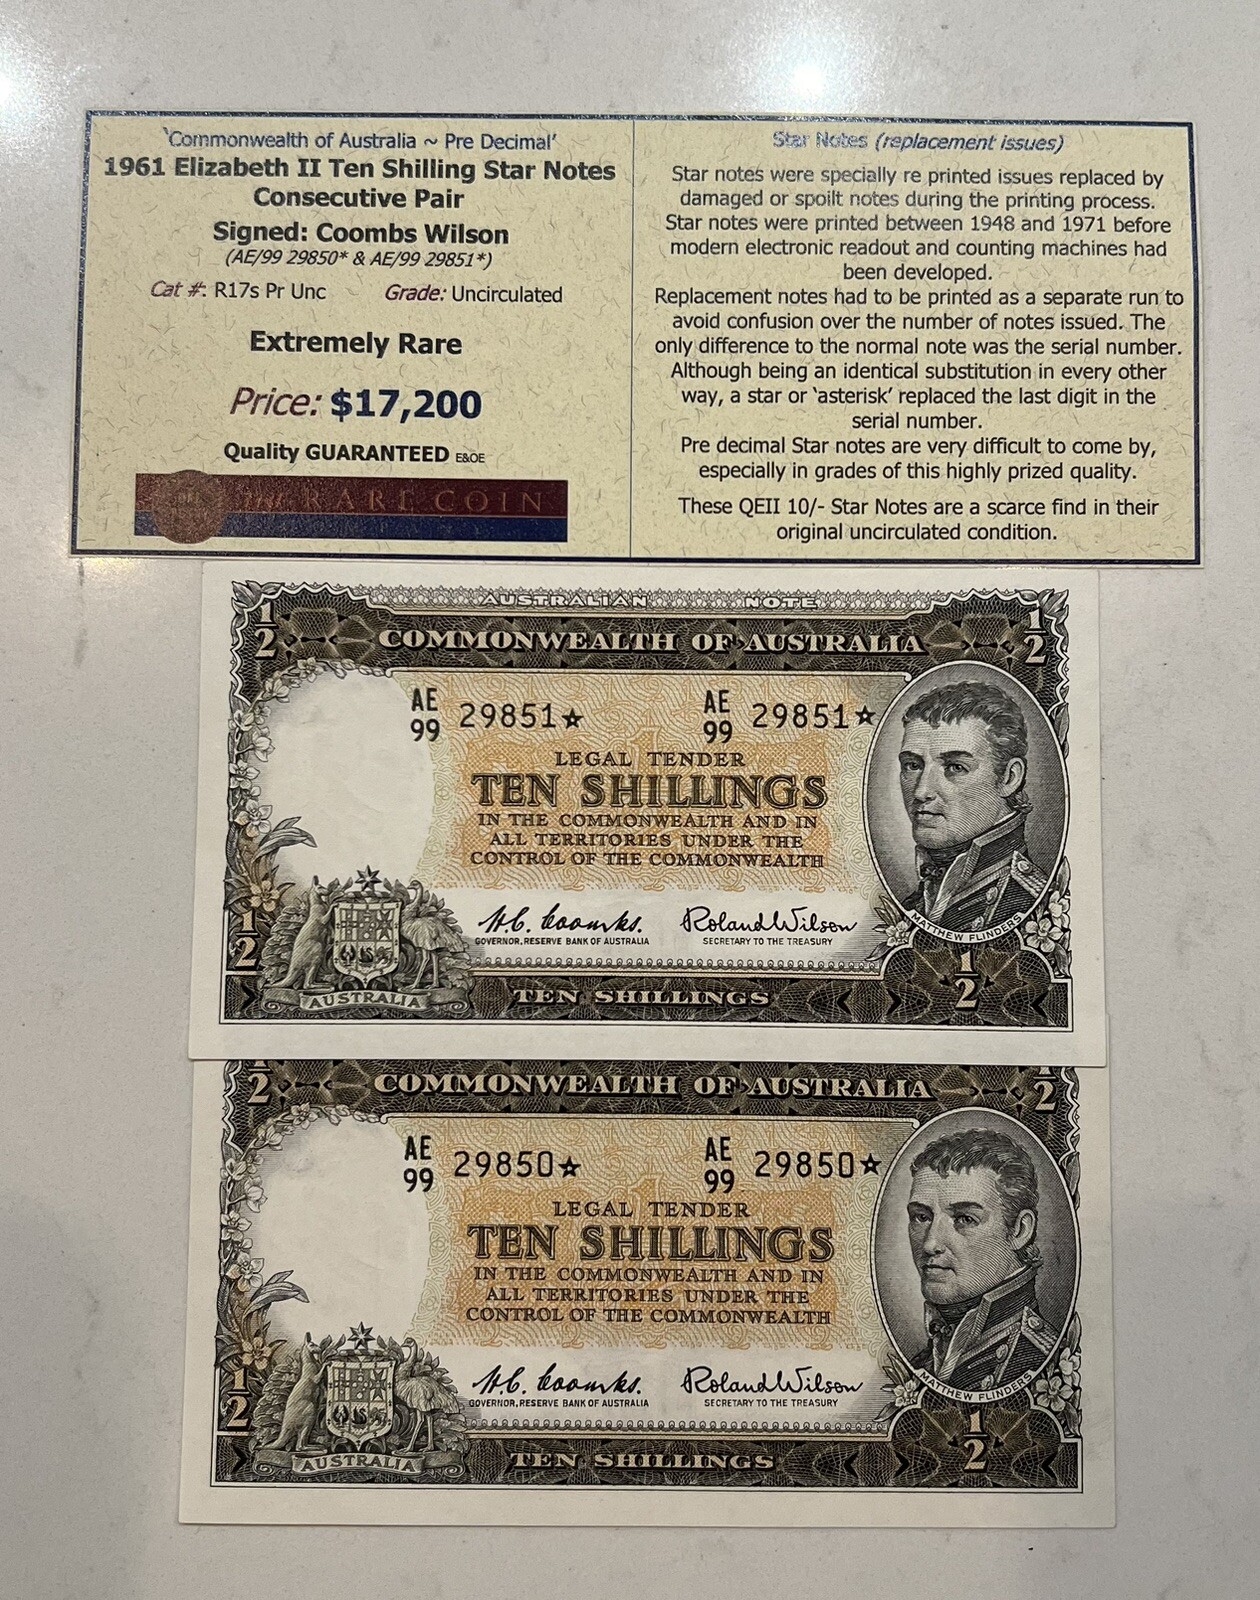 'Commonwealth of Australia ~ Pre Decimal'
1961 Elizabeth II Ten Shilling Star Notes
Consecutive Pair
Signed: Coombs Wilson
(AE/99 29850* & AE/99 29851*)
Cat #: R17s Pr Unc Grade: Uncirculated
Extremely Rare
Price: $17,200
Quality GUARANTEED E&OE
RARE COIN
Star Notes (replacement issues)
Star notes were specially re printed issues replaced by
damaged or spoilt notes during the printing process.
Star notes were printed between 1948 and 1971 before
modern electronic readout and counting machines had
been developed.
Replacement notes had to be printed as a separate run to
avoid confusion over the number of notes issued. The
only difference to the normal note was the serial number.
Although being an identical substitution in every other
way, a star or 'asterisk' replaced the last digit in the
serial number.
Pre decimal Star notes are very difficult to come by,
especially in grades of this highly prized quality.
These QEII 10/- Star Notes are a scarce find in their
original uncirculated condition.
AUSTRALIAN NOTE
1/2 COMMONWEALTH OF AUSTRALIA 1/2
AE/99 29851☆ AE/99 29851☆
LEGAL TENDER
TEN SHILLINGS
IN THE COMMONWEALTH AND IN
ALL TERRITORIES UNDER THE
CONTROL OF THE COMMONWEALTH
H.C. Coombs. Roland Wilson
GOVERNOR, RESERVE BANK OF AUSTRALIA SECRETARY TO THE TREASURY
MATTHEW FLINDERS
1/2 1/2
AUSTRALIA TEN SHILLINGS
1/2 COMMONWEALTH OF AUSTRALIA 1/2
AE/99 29850☆ AE/99 29850☆
LEGAL TENDER
TEN SHILLINGS
IN THE COMMONWEALTH AND IN
ALL TERRITORIES UNDER THE
CONTROL OF THE COMMONWEALTH
H.C. Coombs. Roland Wilson
GOVERNOR, RESERVE BANK OF AUSTRALIA SECRETARY TO THE TREASURY
MATTHEW FLINDERS
1/2 1/2
AUSTRALIA TEN SHILLINGS